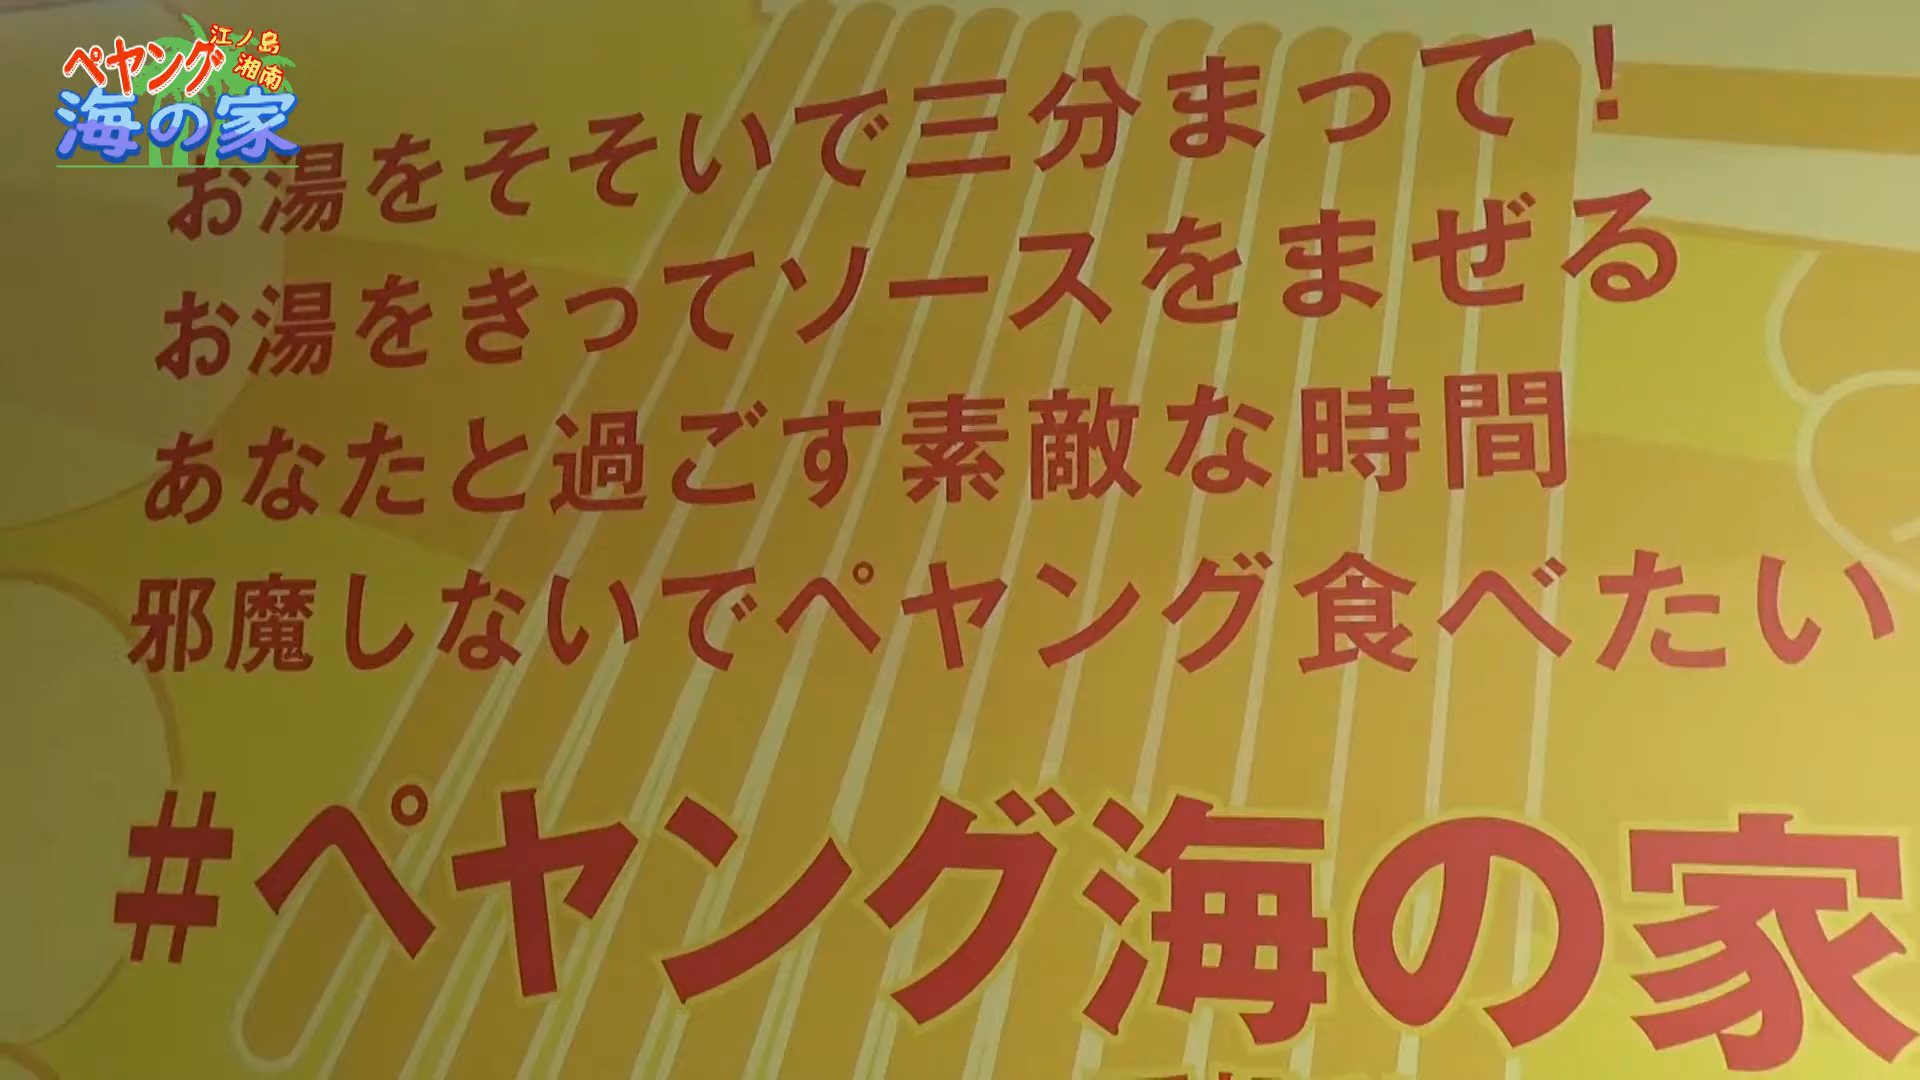 ペヤング江ノ島
湘南
海の家
お湯をそそいで三分まって!
お湯をきってソースをまぜる
あなたと過ごす素敵な時間
邪魔しないでペヤング食べたい
#ペヤング海の家